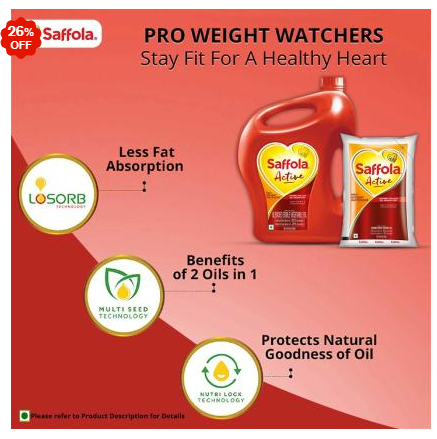 26%
OFF
Saffola.
PRO WEIGHT WATCHERS
Stay Fit For A Healthy Heart
Less Fat
Absorption
Saffola
Active
Saffola
Active
LOSORB
TECHNOLOGY
Benefits
of 2 Oils in 1
MULTI SEED
TECHNOLOGY
Protects Natural
Goodness of Oil
NUTRI LOCK
TECHNOLOGY
Please refer to Product Description for Details